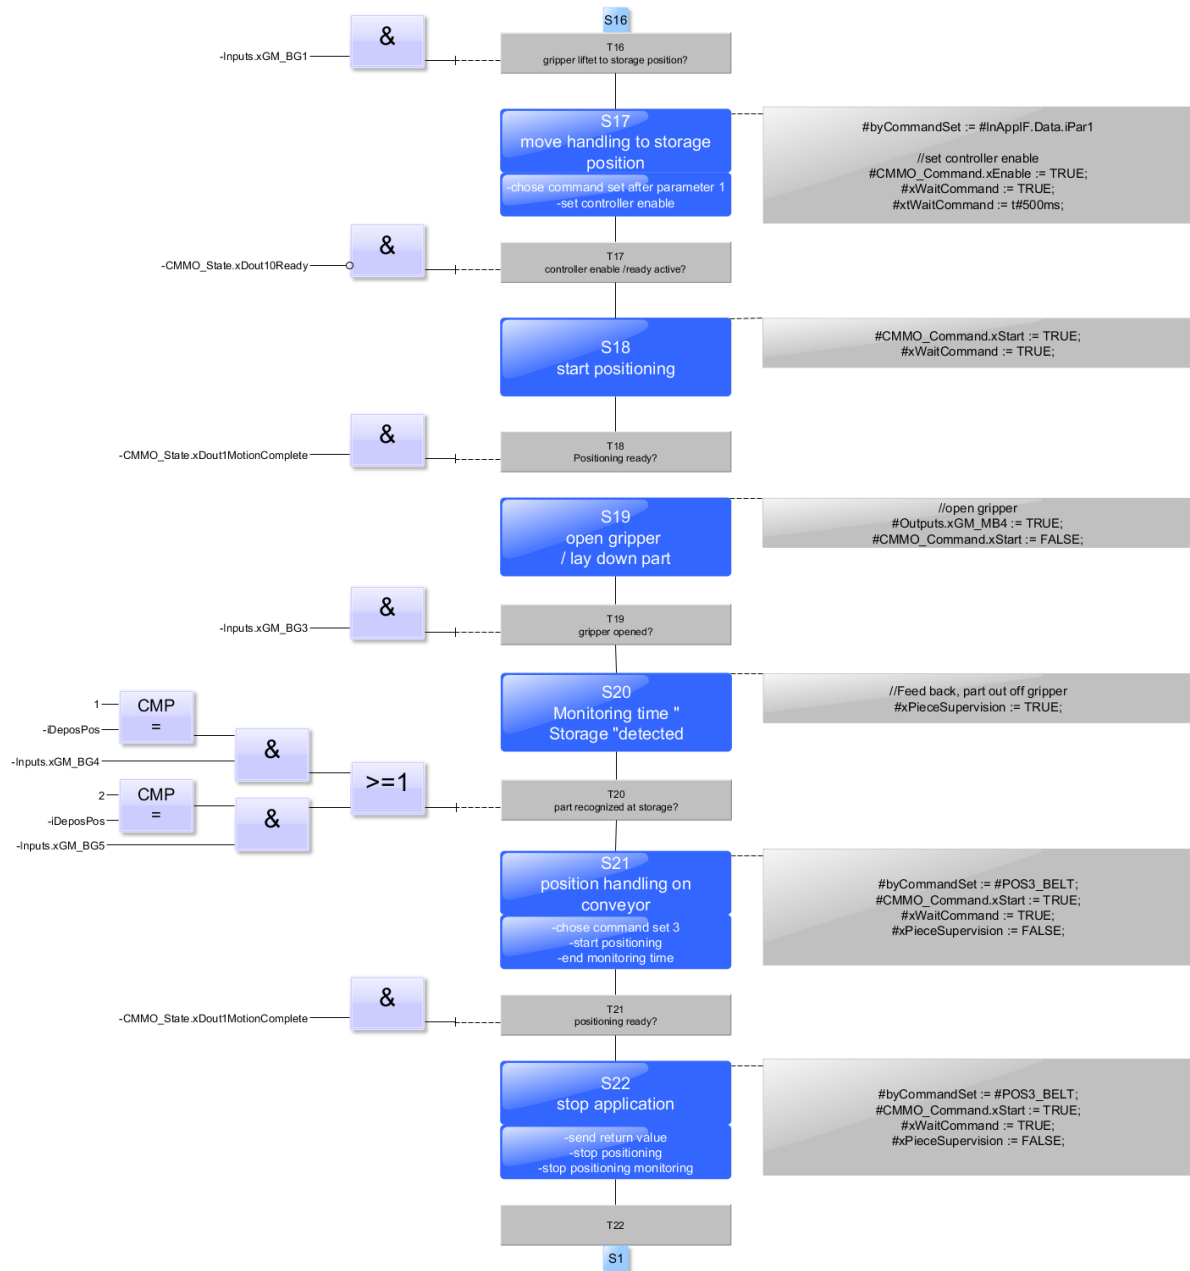 S16
&
-Inputs.xGM_BG1
T16
gripper liftet to storage position?
S17
move handling to storage
position
-chose command set after parameter 1
-set controller enable
#byCommandSet := #InAppIF.Data.iPar1
//set controller enable
#CMMO_Command.xEnable := TRUE;
#xWaitCommand := TRUE;
#xtWaitCommand := t#500ms;
&
-CMMO_State.xDout10Ready
T17
controller enable /ready active?
S18
start positioning
#CMMO_Command.xStart := TRUE;
#xWaitCommand := TRUE;
&
-CMMO_State.xDout1MotionComplete
T18
Positioning ready?
S19
open gripper
/ lay down part
//open gripper
#Outputs.xGM_MB4 := TRUE;
#CMMO_Command.xStart := FALSE;
&
-Inputs.xGM_BG3
T19
gripper opened?
S20
Monitoring time "
Storage "detected
//Feed back, part out off gripper
#xPieceSupervision := TRUE;
1
CMP
=
-iDeposPos
&
-Inputs.xGM_BG4
>=1
2
CMP
=
-iDeposPos
&
-Inputs.xGM_BG5
T20
part recognized at storage?
S21
position handling on
conveyor
-chose command set 3
-start positioning
-end monitoring time
#byCommandSet := #POS3_BELT;
#CMMO_Command.xStart := TRUE;
#xWaitCommand := TRUE;
#xPieceSupervision := FALSE;
&
-CMMO_State.xDout1MotionComplete
T21
positioning ready?
S22
stop application
-send return value
-stop positioning
-stop positioning monitoring
#byCommandSet := #POS3_BELT;
#CMMO_Command.xStart := TRUE;
#xWaitCommand := TRUE;
#xPieceSupervision := FALSE;
T22
S1